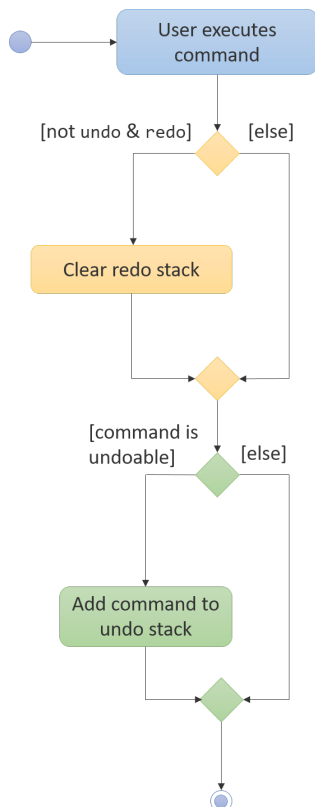 User executes
command
[not undo & redo]
[else]
Clear redo stack
[command is
undoable]
[else]
Add command to
undo stack